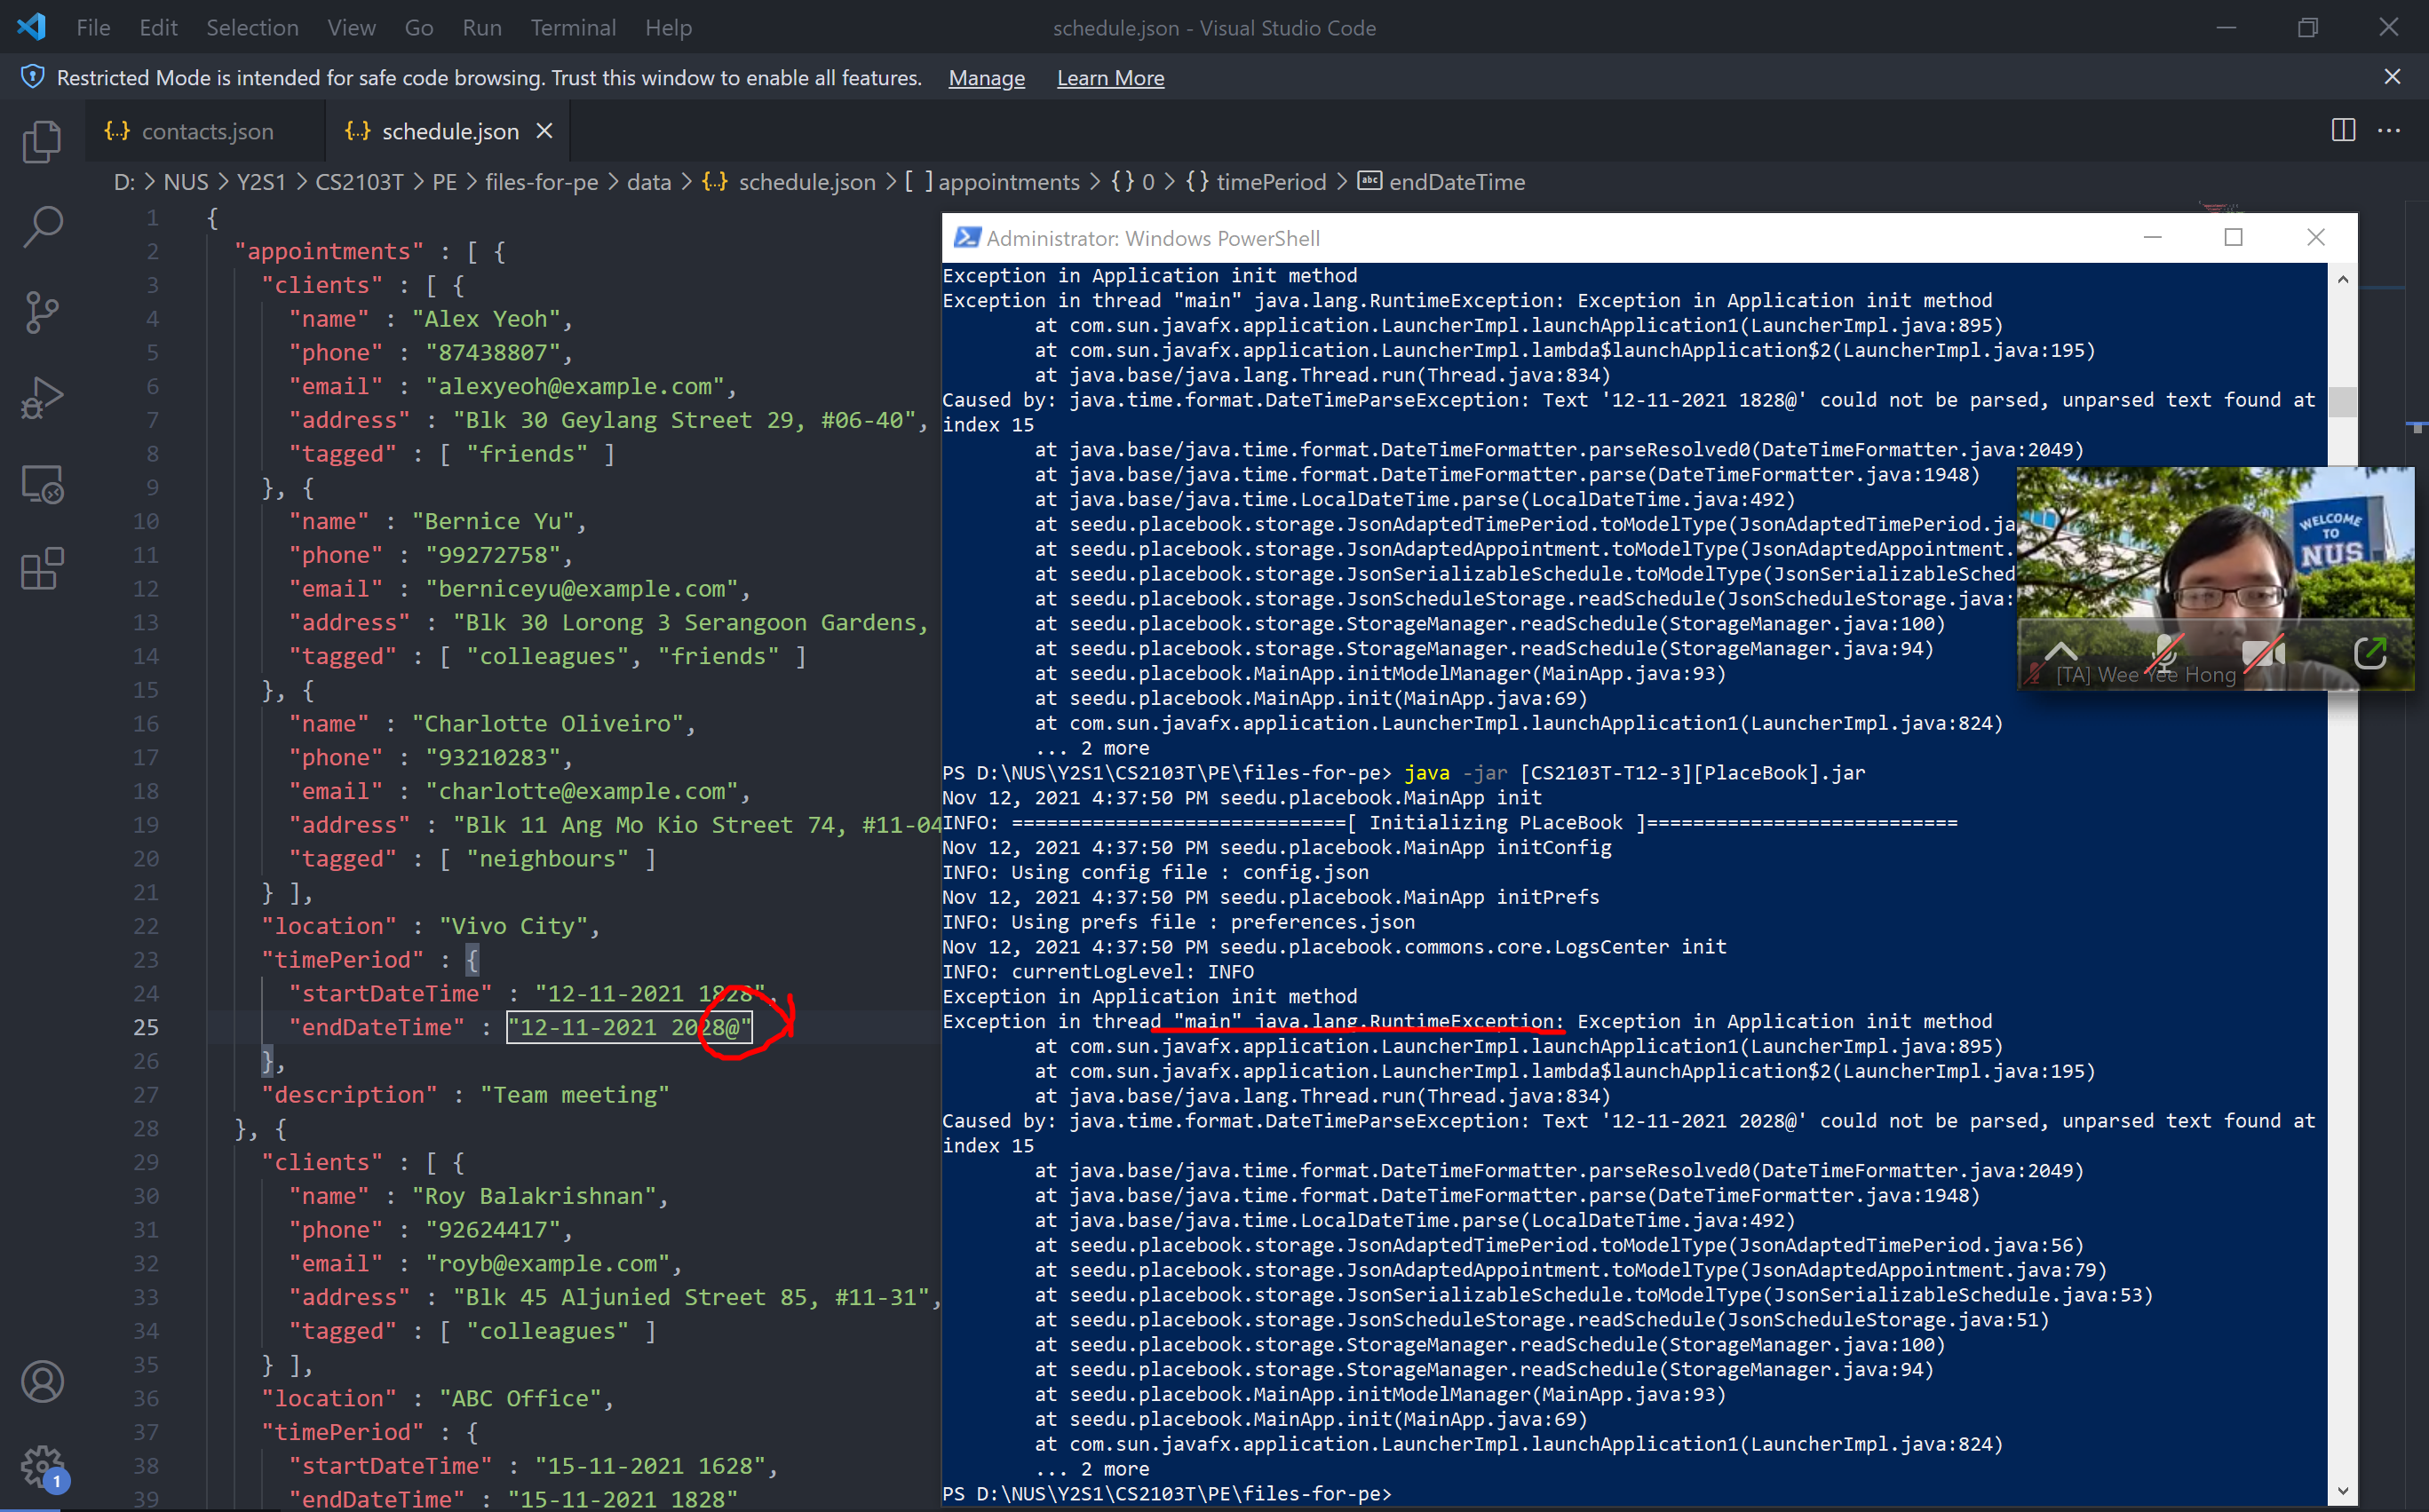 File Edit Selection View Go Run Terminal Help schedule.json - Visual Studio Code
Restricted Mode is intended for safe code browsing. Trust this window to enable all features. Manage Learn More
{..} contacts.json {..} schedule.json
D: > NUS > Y2S1 > CS2103T > PE > files-for-pe > data > {..} schedule.json > [ ] appointments > {} 0 > {} timePeriod > abc endDateTime
1 {
2 "appointments" : [ {
3 "clients" : [ {
4 "name" : "Alex Yeoh",
5 "phone" : "87438807",
6 "email" : "alexyeoh@example.com",
7 "address" : "Blk 30 Geylang Street 29, #06-40",
8 "tagged" : [ "friends" ]
9 }, {
10 "name" : "Bernice Yu",
11 "phone" : "99272758",
12 "email" : "berniceyu@example.com",
13 "address" : "Blk 30 Lorong 3 Serangoon Gardens,
14 "tagged" : [ "colleagues", "friends" ]
15 }, {
16 "name" : "Charlotte Oliveiro",
17 "phone" : "93210283",
18 "email" : "charlotte@example.com",
19 "address" : "Blk 11 Ang Mo Kio Street 74, #11-04
20 "tagged" : [ "neighbours" ]
21 } ],
22 "location" : "Vivo City",
23 "timePeriod" : {
24 "startDateTime" : "12-11-2021 1828",
25 "endDateTime" : "12-11-2021 2028@"
26 },
27 "description" : "Team meeting"
28 }, {
29 "clients" : [ {
30 "name" : "Roy Balakrishnan",
31 "phone" : "92624417",
32 "email" : "royb@example.com",
33 "address" : "Blk 45 Aljunied Street 85, #11-31",
34 "tagged" : [ "colleagues" ]
35 } ],
36 "location" : "ABC Office",
37 "timePeriod" : {
38 "startDateTime" : "15-11-2021 1628",
39 "endDateTime" : "15-11-2021 1828"
1
Administrator: Windows PowerShell
Exception in Application init method
Exception in thread "main" java.lang.RuntimeException: Exception in Application init method
at com.sun.javafx.application.LauncherImpl.launchApplication1(LauncherImpl.java:895)
at com.sun.javafx.application.LauncherImpl.lambda$launchApplication$2(LauncherImpl.java:195)
at java.base/java.lang.Thread.run(Thread.java:834)
Caused by: java.time.format.DateTimeParseException: Text '12-11-2021 1828@' could not be parsed, unparsed text found at
index 15
at java.base/java.time.format.DateTimeFormatter.parseResolved0(DateTimeFormatter.java:2049)
at java.base/java.time.format.DateTimeFormatter.parse(DateTimeFormatter.java:1948)
at java.base/java.time.LocalDateTime.parse(LocalDateTime.java:492)
at seedu.placebook.storage.JsonAdaptedTimePeriod.toModelType(JsonAdaptedTimePeriod.ja
at seedu.placebook.storage.JsonAdaptedAppointment.toModelType(JsonAdaptedAppointment.
at seedu.placebook.storage.JsonSerializableSchedule.toModelType(JsonSerializableSched
at seedu.placebook.storage.JsonScheduleStorage.readSchedule(JsonScheduleStorage.java:
at seedu.placebook.storage.StorageManager.readSchedule(StorageManager.java:100)
at seedu.placebook.storage.StorageManager.readSchedule(StorageManager.java:94)
at seedu.placebook.MainApp.initModelManager(MainApp.java:93)
at seedu.placebook.MainApp.init(MainApp.java:69)
at com.sun.javafx.application.LauncherImpl.launchApplication1(LauncherImpl.java:824)
... 2 more
PS D:\NUS\Y2S1\CS2103T\PE\files-for-pe> java -jar [CS2103T-T12-3][PlaceBook].jar
Nov 12, 2021 4:37:50 PM seedu.placebook.MainApp init
INFO: ============================[ Initializing PLaceBook ]===========================
Nov 12, 2021 4:37:50 PM seedu.placebook.MainApp initConfig
INFO: Using config file : config.json
Nov 12, 2021 4:37:50 PM seedu.placebook.MainApp initPrefs
INFO: Using prefs file : preferences.json
Nov 12, 2021 4:37:50 PM seedu.placebook.commons.core.LogsCenter init
INFO: currentLogLevel: INFO
Exception in Application init method
Exception in thread "main" java.lang.RuntimeException: Exception in Application init method
at com.sun.javafx.application.LauncherImpl.launchApplication1(LauncherImpl.java:895)
at com.sun.javafx.application.LauncherImpl.lambda$launchApplication$2(LauncherImpl.java:195)
at java.base/java.lang.Thread.run(Thread.java:834)
Caused by: java.time.format.DateTimeParseException: Text '12-11-2021 2028@' could not be parsed, unparsed text found at
index 15
at java.base/java.time.format.DateTimeFormatter.parseResolved0(DateTimeFormatter.java:2049)
at java.base/java.time.format.DateTimeFormatter.parse(DateTimeFormatter.java:1948)
at java.base/java.time.LocalDateTime.parse(LocalDateTime.java:492)
at seedu.placebook.storage.JsonAdaptedTimePeriod.toModelType(JsonAdaptedTimePeriod.java:56)
at seedu.placebook.storage.JsonAdaptedAppointment.toModelType(JsonAdaptedAppointment.java:79)
at seedu.placebook.storage.JsonSerializableSchedule.toModelType(JsonSerializableSchedule.java:53)
at seedu.placebook.storage.JsonScheduleStorage.readSchedule(JsonScheduleStorage.java:51)
at seedu.placebook.storage.StorageManager.readSchedule(StorageManager.java:100)
at seedu.placebook.storage.StorageManager.readSchedule(StorageManager.java:94)
at seedu.placebook.MainApp.initModelManager(MainApp.java:93)
at seedu.placebook.MainApp.init(MainApp.java:69)
at com.sun.javafx.application.LauncherImpl.launchApplication1(LauncherImpl.java:824)
... 2 more
PS D:\NUS\Y2S1\CS2103T\PE\files-for-pe>
WELCOME
TO
NUS
[TA] Wee Yee Hong